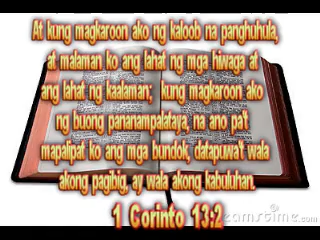 At kung magkaroon ako ng kaloob na panghuhula,
at malaman ko ang lahat ng mga hiwaga at
ang lahat ng kaalaman; kung magkaroon ako
ng buong pananampalataya, na ano pa't
mapalipat ko ang mga bundok, datapuwa't wala
akong pagibig, ay wala akong kabuluhan.
1 Corinto 13:2
dreamstime.com